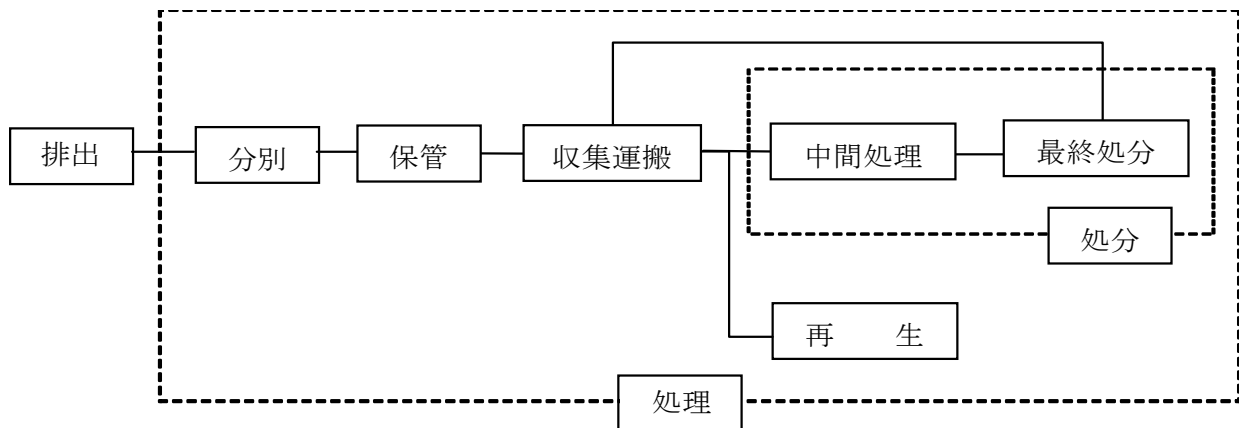 排出
分別
保管
収集運搬
中間処理
最終処分
処分
再　　生
処理